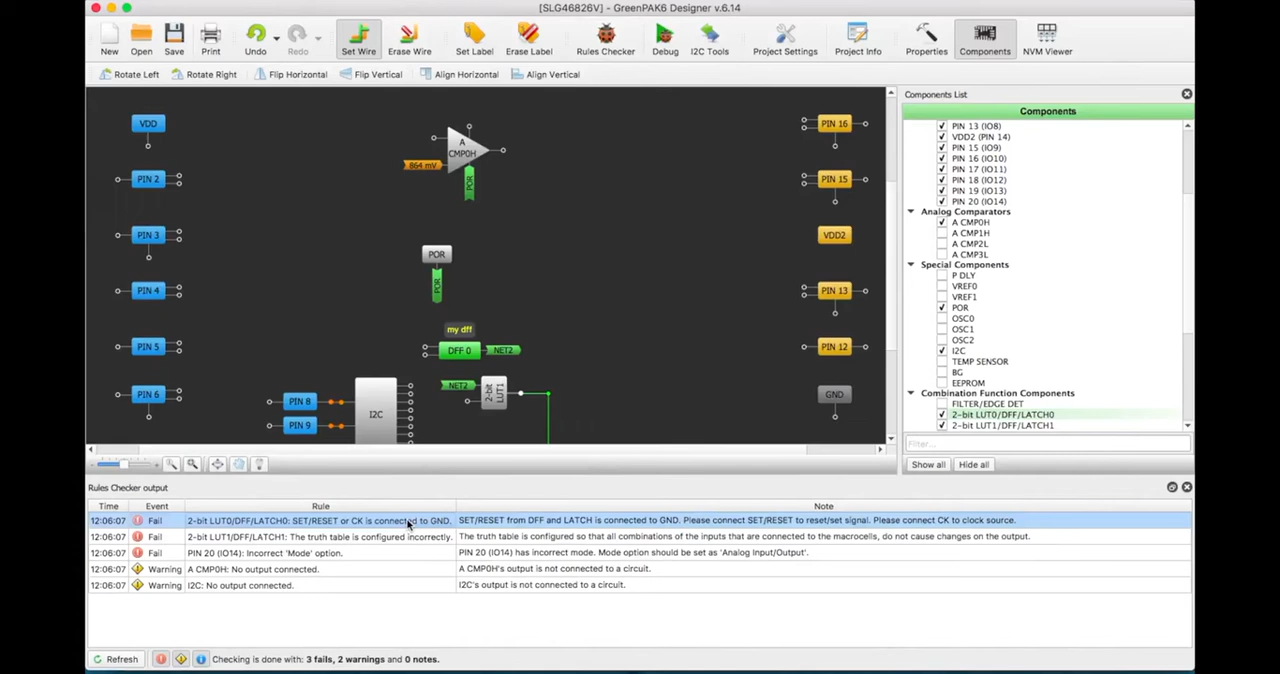 [SLG46826V] - GreenPAK6 Designer v.6.14
New Open Save Print Undo Redo Set Wire Erase Wire Set Label Erase Label Rules Checker Debug I2C Tools Project Settings Project Info Properties Components NVM Viewer
Rotate Left Rotate Right Flip Horizontal Flip Vertical Align Horizontal Align Vertical
VDD
PIN 2
PIN 3
PIN 4
PIN 5
PIN 6
A
CMP0H
864 mV
POR
POR
POR
my dff
DFF 0
NET2
NET2
2-bit
LUT1
PIN 8
PIN 9
I2C
PIN 16
PIN 15
VDD2
PIN 13
PIN 12
GND
Components List
Components
PIN 13 (IO8)
VDD2 (PIN 14)
PIN 15 (IO9)
PIN 16 (IO10)
PIN 17 (IO11)
PIN 18 (IO12)
PIN 19 (IO13)
PIN 20 (IO14)
Analog Comparators
A CMP0H
A CMP1H
A CMP2L
A CMP3L
Special Components
P DLY
VREF0
VREF1
POR
OSC0
OSC1
OSC2
I2C
TEMP SENSOR
BG
EEPROM
Combination Function Components
FILTER/EDGE DET
2-bit LUT0/DFF/LATCH0
2-bit LUT1/DFF/LATCH1
Filter...
Show all Hide all
Rules Checker output
Time Event Rule Note
12:06:07 Fail 2-bit LUT0/DFF/LATCH0: SET/RESET or CK is connected to GND. SET/RESET from DFF and LATCH is connected to GND. Please connect SET/RESET to reset/set signal. Please connect CK to clock source.
12:06:07 Fail 2-bit LUT1/DFF/LATCH1: The truth table is configured incorrectly. The truth table is configured so that all combinations of the inputs that are connected to the macrocells, do not cause changes on the output.
12:06:07 Fail PIN 20 (IO14): Incorrect 'Mode' option. PIN 20 (IO14) has incorrect mode. Mode option should be set as 'Analog Input/Output'.
12:06:07 Warning A CMP0H: No output connected. A CMP0H's output is not connected to a circuit.
12:06:07 Warning I2C: No output connected. I2C's output is not connected to a circuit.
Refresh Checking is done with: 3 fails, 2 warnings and 0 notes.